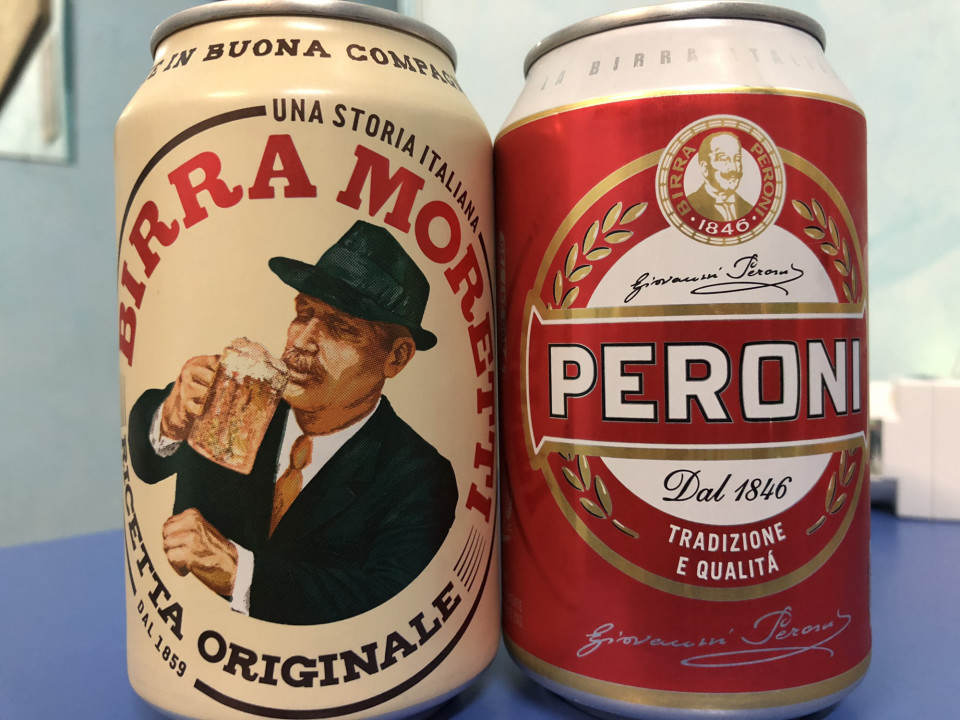 E IN BUONA COMPAG
UNA STORIA ITALIANA
BIRRA MORETTI
RICETTA ORIGINALE
DAL 1859
LA BIRRA ITALI
BIRRA PERONI
· 1846 ·
Giovanni Peroni
PERONI
Dal 1846
TRADIZIONE
E QUALITÁ
Giovanni Peroni